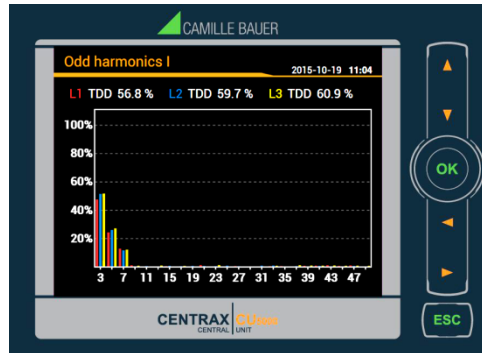 CAMILLE BAUER
Odd harmonics I
2015-10-19 11:04
L1 TDD 56.8 % L2 TDD 59.7 % L3 TDD 60.9 %
100%
80%
60%
40%
20%
3 7 11 15 19 23 27 31 35 39 43 47
OK
ESC
CENTRAX
CENTRAL UNIT